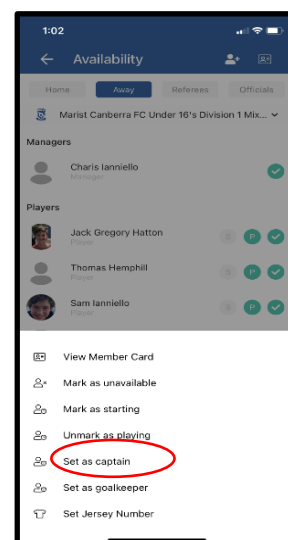 1:02
Availability
Home Away Referees Officials
Marist Canberra FC Under 16's Division 1 Mix...
Managers
Charis Ianniello
Manager
Players
Jack Gregory Hatton
Player
S P
Thomas Hemphill
Player
S P
Sam Ianniello
Player
S P
View Member Card
Mark as unavailable
Mark as starting
Unmark as playing
Set as captain
Set as goalkeeper
Set Jersey Number